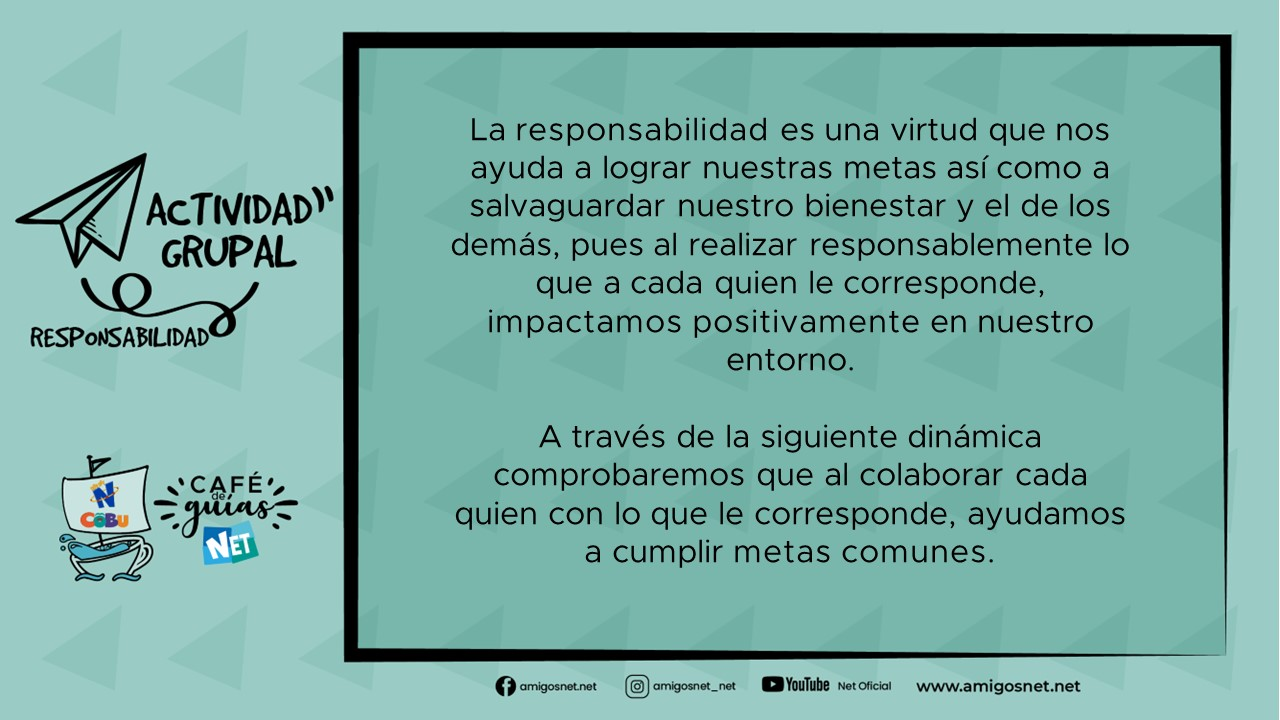 ACTIVIDAD
GRUPAL
RESPONSABILIDAD
La responsabilidad es una virtud que nos
ayuda a lograr nuestras metas así como a
salvaguardar nuestro bienestar y el de los
demás, pues al realizar responsablemente lo
que a cada quien le corresponde,
impactamos positivamente en nuestro
entorno.
A través de la siguiente dinámica
comprobaremos que al colaborar cada
quien con lo que le corresponde, ayudamos
a cumplir metas comunes.
N
CŌBU
CAFÉ
de
guías
NET
amigosnet.net
amigosnet_net
YouTube Net Oficial
www.amigosnet.net